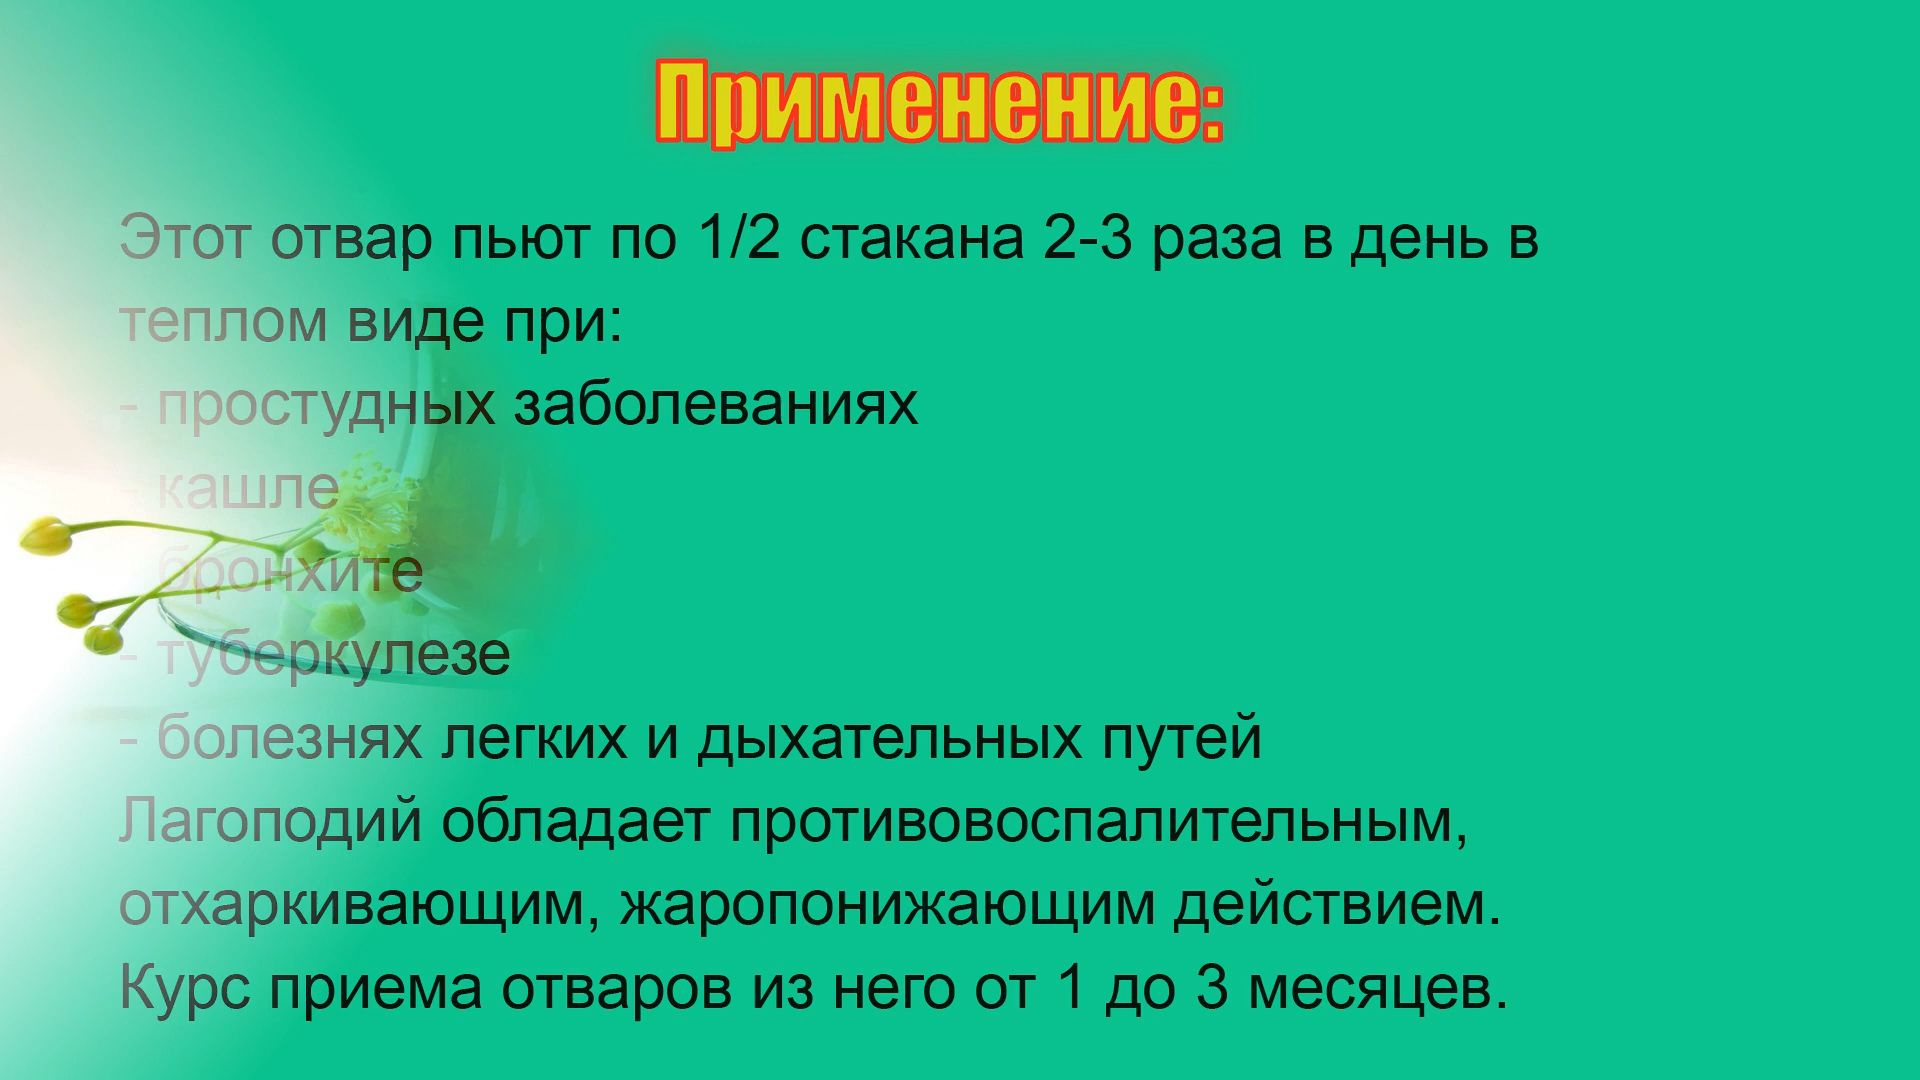 Применение:
Этот отвар пьют по 1/2 стакана 2-3 раза в день в
теплом виде при:
- простудных заболеваниях
- кашле
- бронхите
- туберкулезе
- болезнях легких и дыхательных путей
Лагоподий обладает противовоспалительным,
отхаркивающим, жаропонижающим действием.
Курс приема отваров из него от 1 до 3 месяцев.